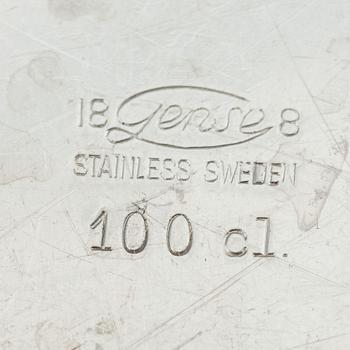 18 Gense 8
STAINLESS SWEDEN
100 cl.